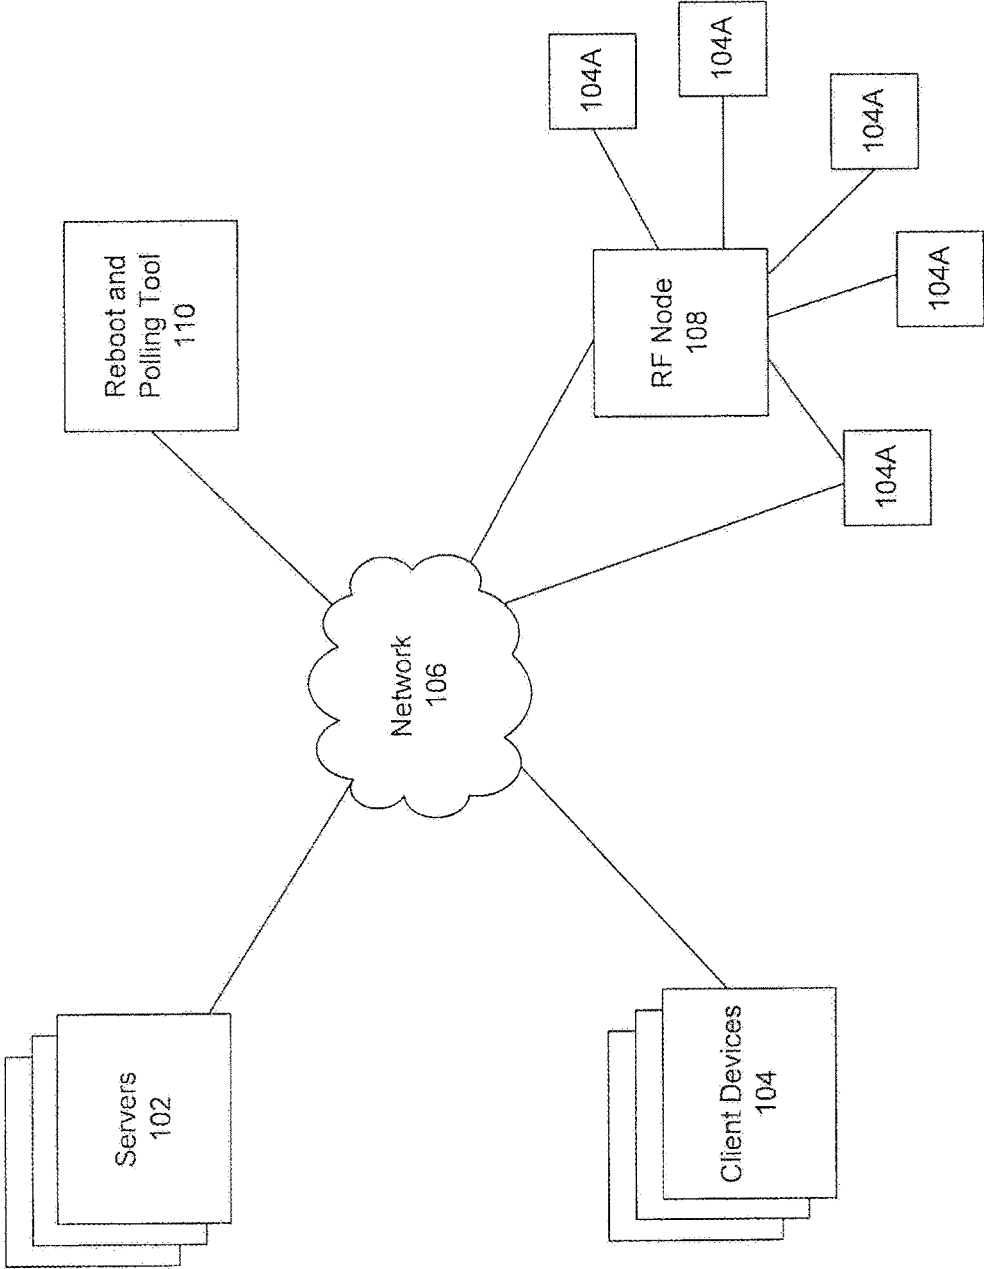 Servers
102
Reboot and
Polling Tool
110
Network
106
Client Devices
104
RF Node
108
104A
104A
104A
104A
104A